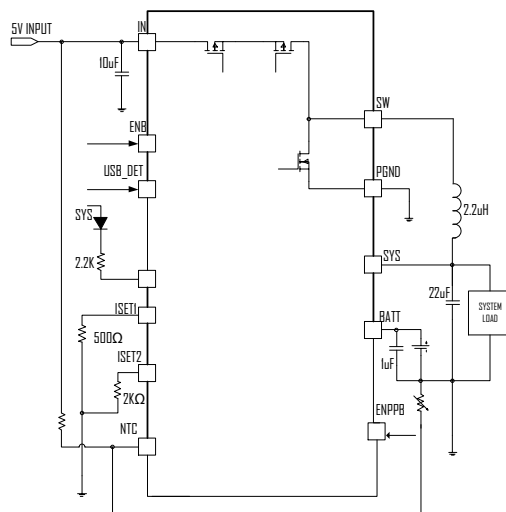 5V INPUT
IN
10uF
SW
ENB
USB_DET
PGND
SYS
2.2uH
2.2K
SYS
ISET1
22uF
SYSTEM
LOAD
500Ω
BATT
1uF
ISET2
2KΩ
ENPPB
NTC